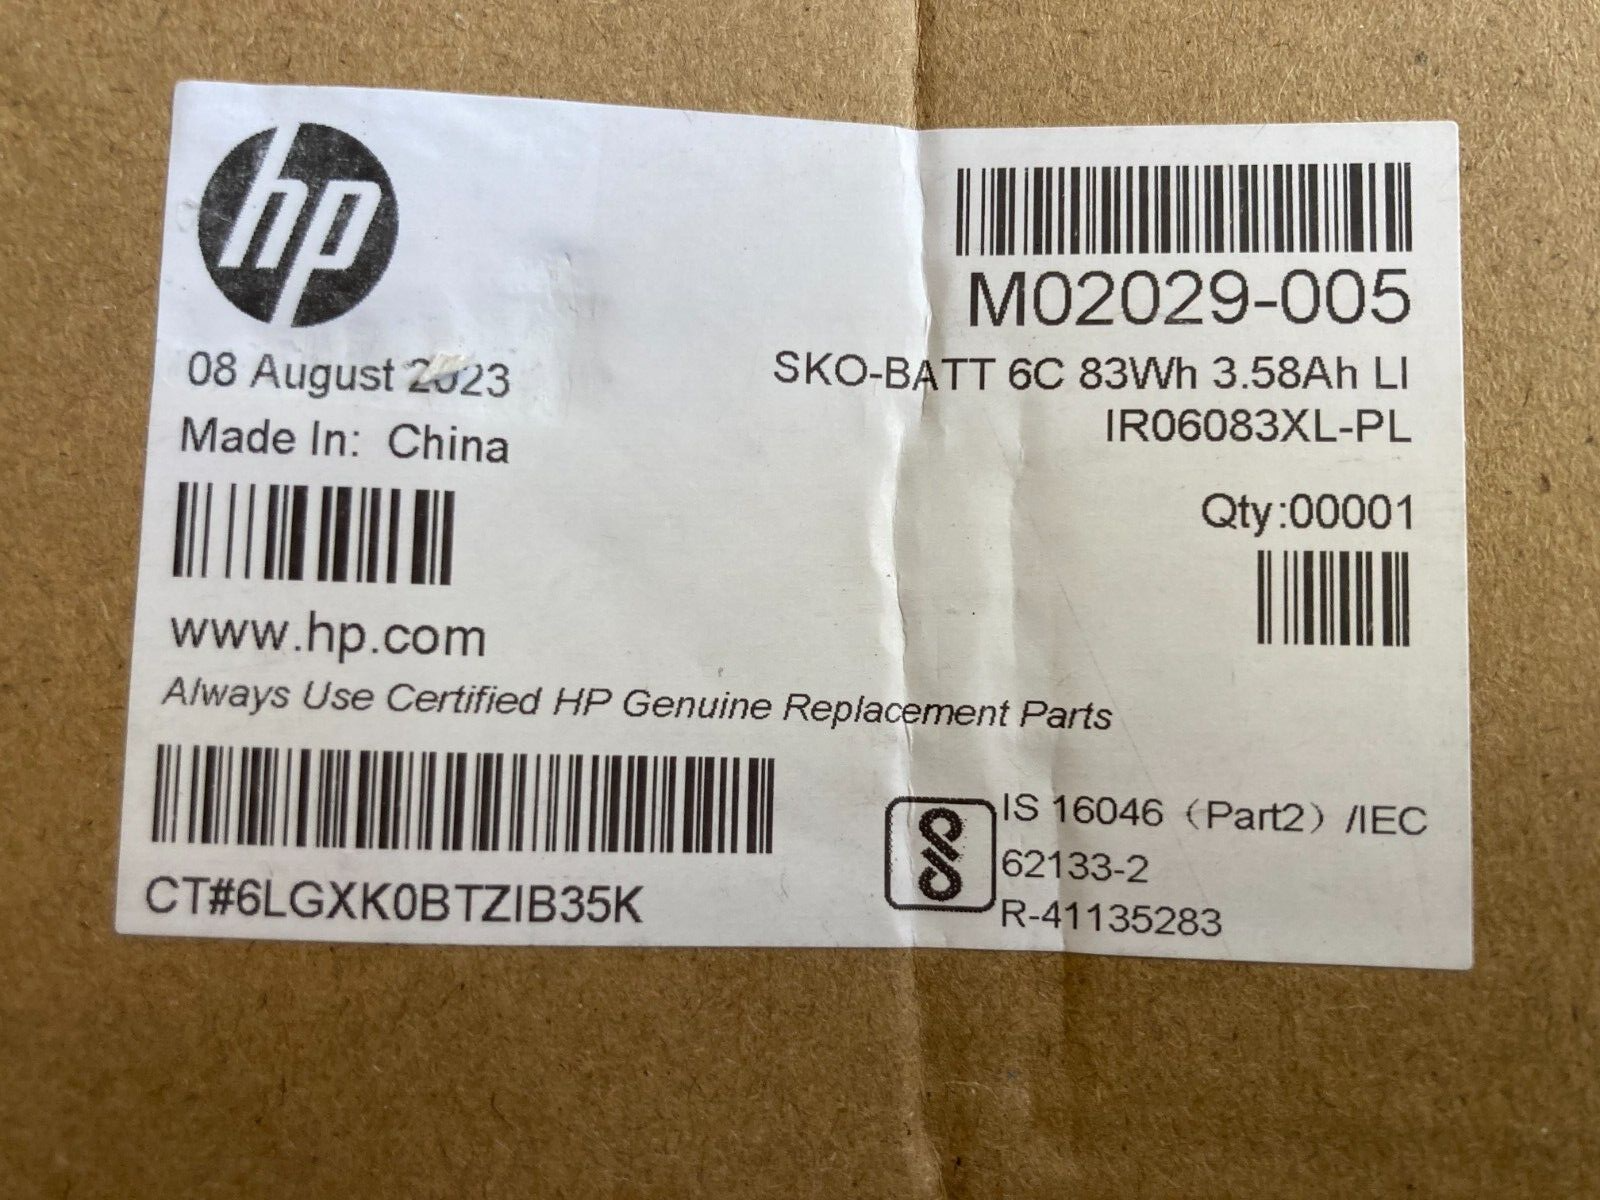 hp
M02029-005
08 August 2023
SKO-BATT 6C 83Wh 3.58Ah LI
Made In: China
IR06083XL-PL
Qty:00001
www.hp.com
Always Use Certified HP Genuine Replacement Parts
CT#6LGXK0BTZIB35K
IS 16046（Part2）/IEC
62133-2
R-41135283